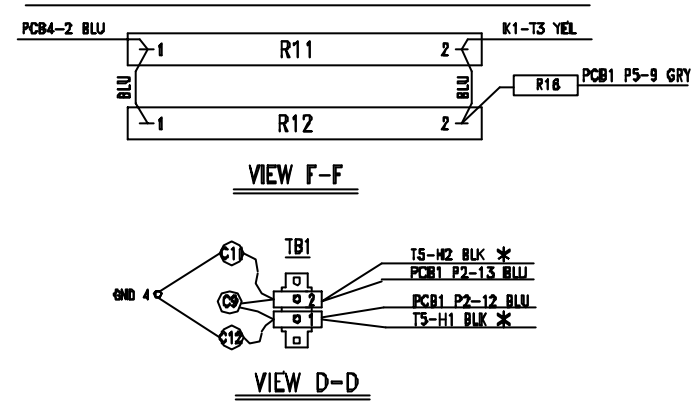 PCB4-2 BLU
K1-T3 YEL
1 R11 2
BLU
BLU
R16
PCB1 P5-9 GRY
1 R12 2
VIEW F-F
C11
TB1
T5-H2 BLK *
PCB1 P2-13 BLU
GND 4
C9
2
PCB1 P2-12 BLU
1
T5-H1 BLK *
C12
VIEW D-D